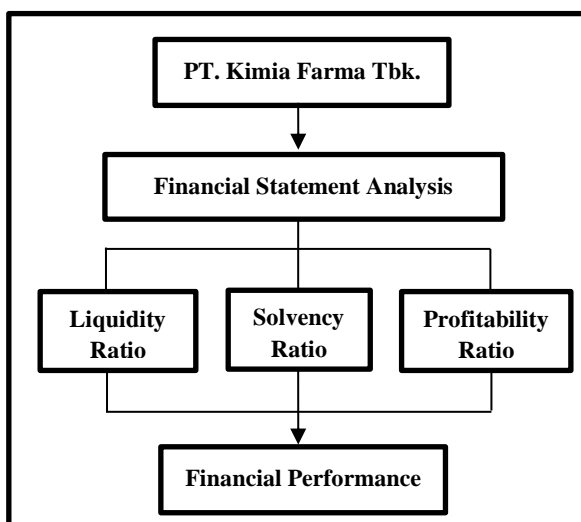 PT. Kimia Farma Tbk.
Financial Statement Analysis
Liquidity
Ratio
Solvency
Ratio
Profitability
Ratio
Financial Performance